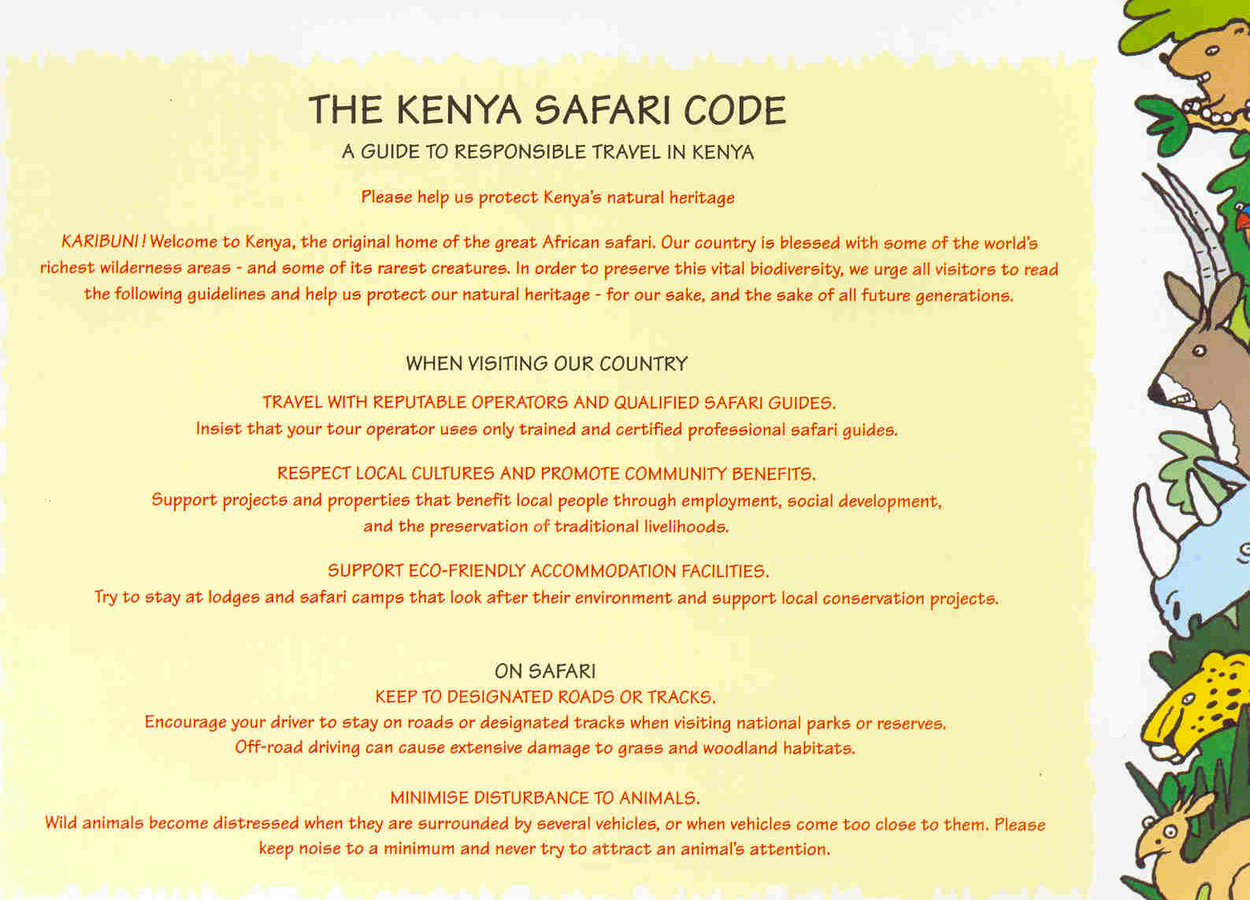 THE KENYA SAFARI CODE
A GUIDE TO RESPONSIBLE TRAVEL IN KENYA
Please help us protect Kenya's natural heritage
KARIBUNI! Welcome to Kenya, the original home of the great African safari. Our country is blessed with some of the world's
richest wilderness areas - and some of its rarest creatures. In order to preserve this vital biodiversity, we urge all visitors to read
the following guidelines and help us protect our natural heritage - for our sake, and the sake of all future generations.
WHEN VISITING OUR COUNTRY
TRAVEL WITH REPUTABLE OPERATORS AND QUALIFIED SAFARI GUIDES.
Insist that your tour operator uses only trained and certified professional safari guides.
RESPECT LOCAL CULTURES AND PROMOTE COMMUNITY BENEFITS.
Support projects and properties that benefit local people through employment, social development,
and the preservation of traditional livelihoods.
SUPPORT ECO-FRIENDLY ACCOMMODATION FACILITIES.
Try to stay at lodges and safari camps that look after their environment and support local conservation projects.
ON SAFARI
KEEP TO DESIGNATED ROADS OR TRACKS.
Encourage your driver to stay on roads or designated tracks when visiting national parks or reserves.
Off-road driving can cause extensive damage to grass and woodland habitats.
MINIMISE DISTURBANCE TO ANIMALS.
Wild animals become distressed when they are surrounded by several vehicles, or when vehicles come too close to them. Please
keep noise to a minimum and never try to attract an animal's attention.